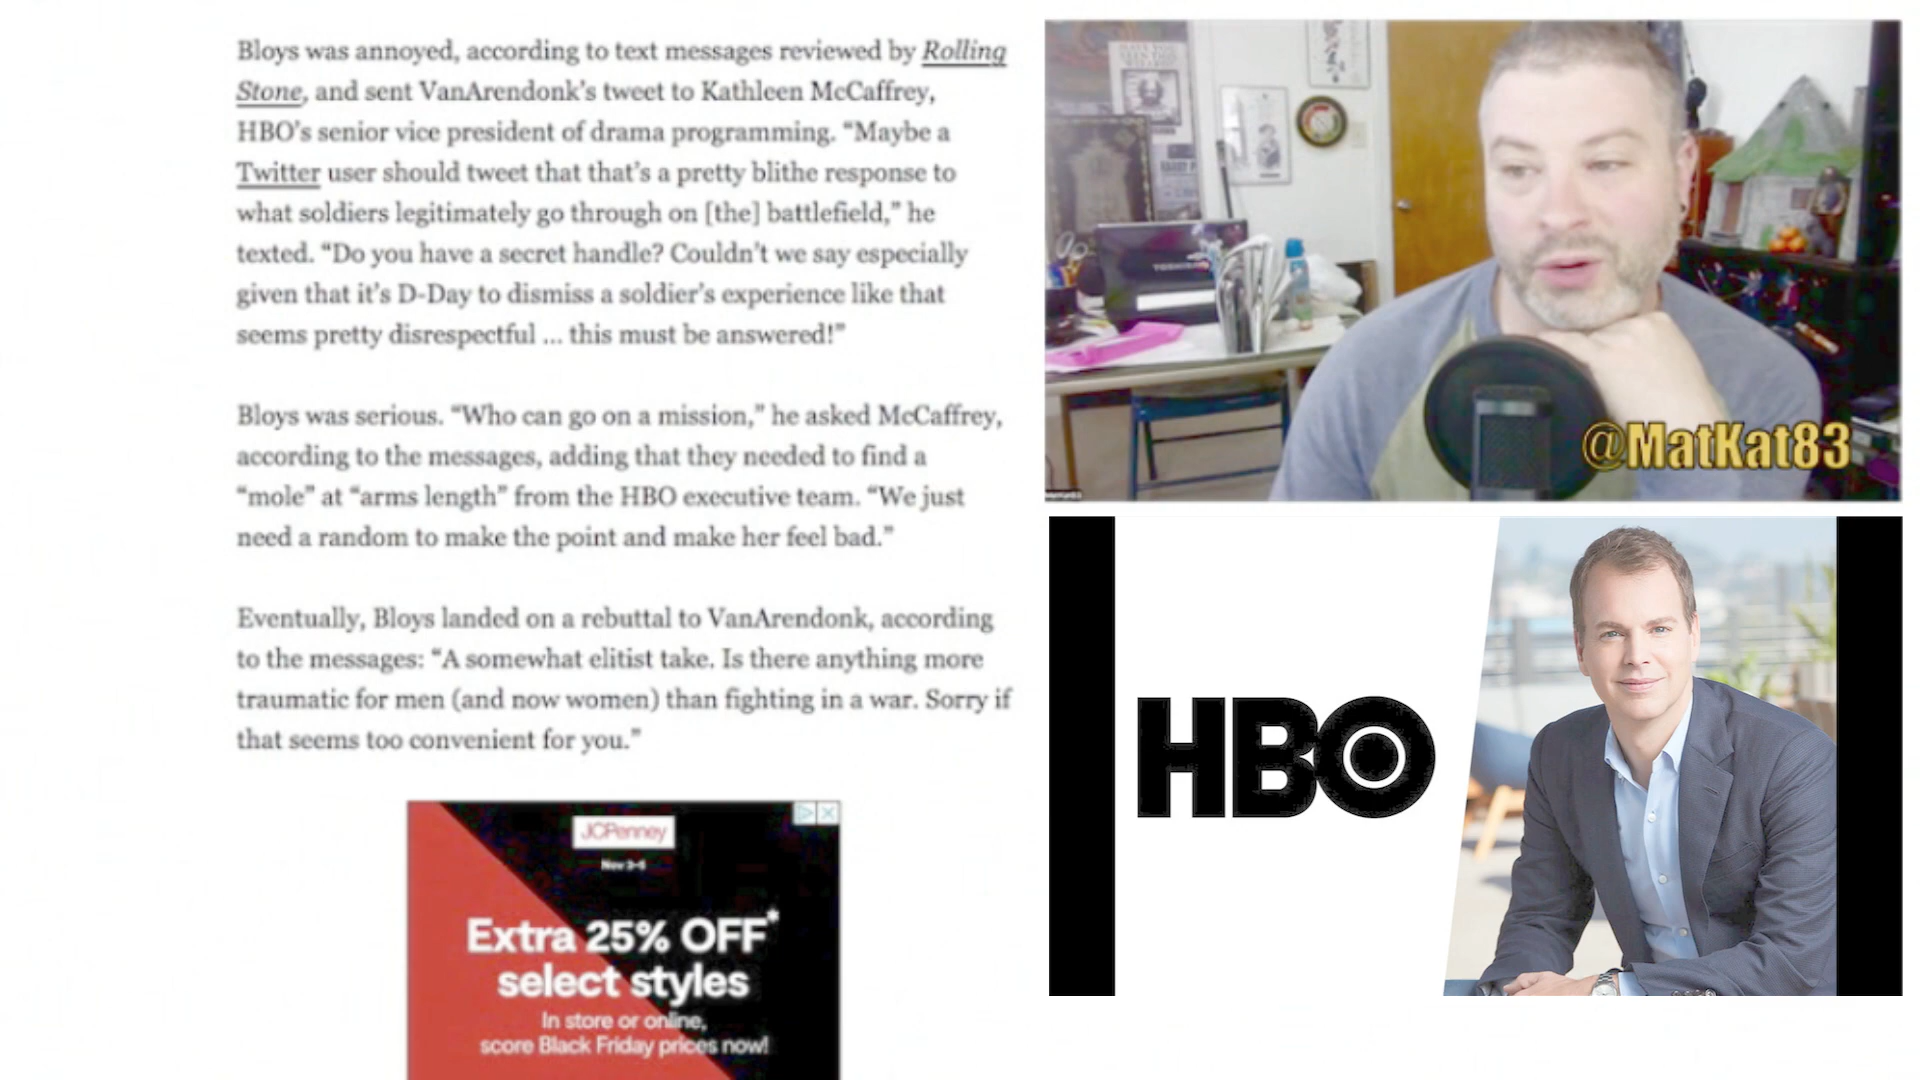 Bloys was annoyed, according to text messages reviewed by Rolling
Stone, and sent VanArendonk’s tweet to Kathleen McCaffrey,
HBO’s senior vice president of drama programming. “Maybe a
Twitter user should tweet that that’s a pretty blithe response to
what soldiers legitimately go through on [the] battlefield,” he
texted. “Do you have a secret handle? Couldn’t we say especially
given that it’s D-Day to dismiss a soldier’s experience like that
seems pretty disrespectful ... this must be answered!”
Bloys was serious. “Who can go on a mission,” he asked McCaffrey,
according to the messages, adding that they needed to find a
“mole” at “arms length” from the HBO executive team. “We just
need a random to make the point and make her feel bad.”
Eventually, Bloys landed on a rebuttal to VanArendonk, according
to the messages: “A somewhat elitist take. Is there anything more
traumatic for men (and now women) than fighting in a war. Sorry if
that seems too convenient for you.”
JCPenney
Nov 3-5
Extra 25% OFF*
select styles
In store or online,
score Black Friday prices now!
TOSHIBA
@MatKat83
HBO